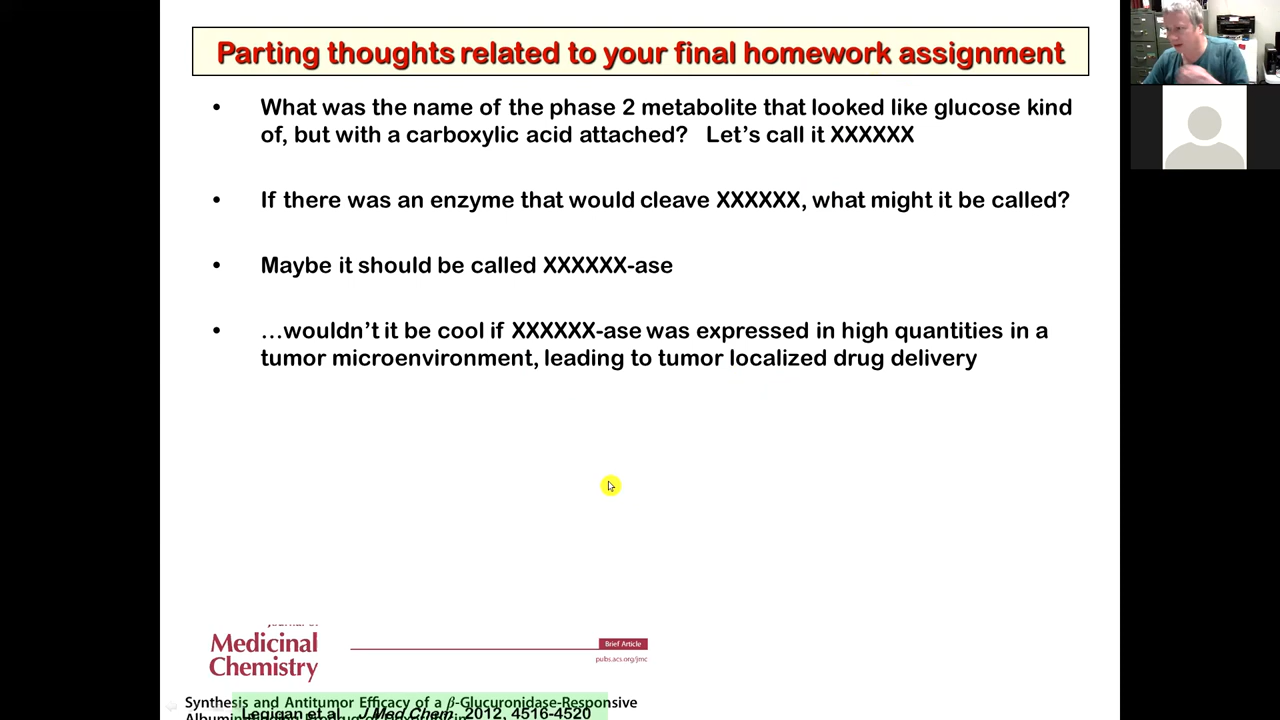 Parting thoughts related to your final homework assignment
• What was the name of the phase 2 metabolite that looked like glucose kind
of, but with a carboxylic acid attached? Let's call it XXXXXX
• If there was an enzyme that would cleave XXXXXX, what might it be called?
• Maybe it should be called XXXXXX-ase
• …wouldn't it be cool if XXXXXX-ase was expressed in high quantities in a
tumor microenvironment, leading to tumor localized drug delivery
Medicinal
Chemistry
Brief Article
pubs.acs.org/jmc
Synthesis and Antitumor Efficacy of a β-Glucuronidase-Responsive
Legigan et al. J Med Chem, 2012, 4516-4520